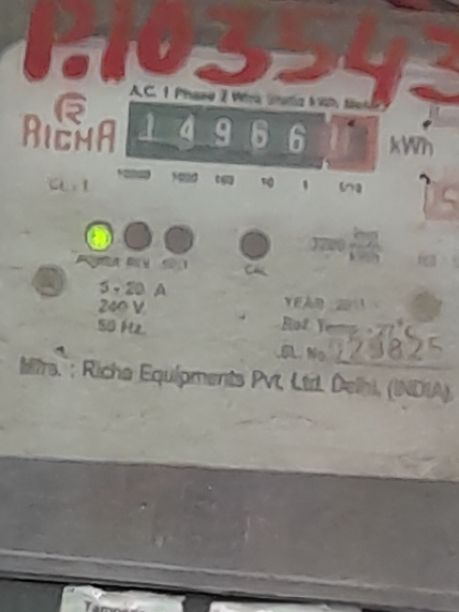 P.103543
A.C. 1 Phase 2 Wire Static kWh Meter
R
RICHA
14966 kWh
CL. 1
10000 1000 100 10 1 1/10
POWER REV CAL
5-20 A
240 V
50 Hz
YEAR
Ref. Temp.
SL. No. 229825
Mfrs. : Richa Equipments Pvt. Ltd. Delhi, (INDIA)